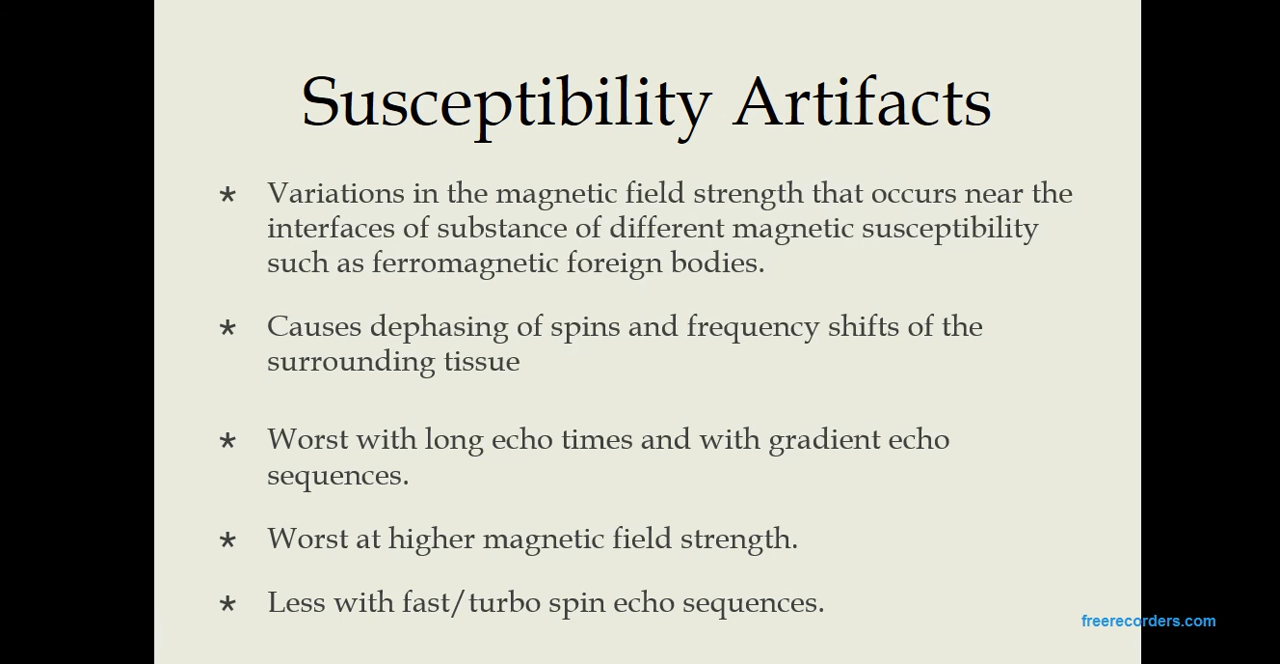 Susceptibility Artifacts
* Variations in the magnetic field strength that occurs near the
interfaces of substance of different magnetic susceptibility
such as ferromagnetic foreign bodies.
* Causes dephasing of spins and frequency shifts of the
surrounding tissue
* Worst with long echo times and with gradient echo
sequences.
* Worst at higher magnetic field strength.
* Less with fast/turbo spin echo sequences.
freerecorders.com